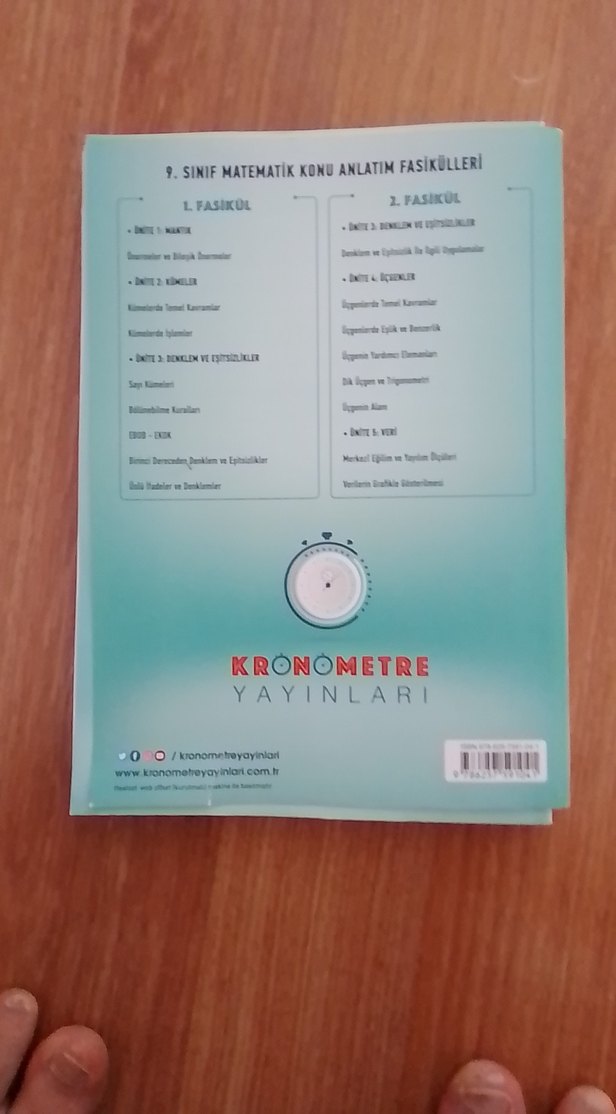 9. SINIF MATEMATİK KONU ANLATIM FASİKÜLLERİ
1. FASİKÜL
• ÜNİTE 1: MANTIK
Önermeler ve Bileşik Önermeler
• ÜNİTE 2: KÜMELER
Kümelerde Temel Kavramlar
Kümelerde İşlemler
• ÜNİTE 3: DENKLEM VE EŞİTSİZLİKLER
Sayı Kümeleri
Bölünebilme Kuralları
EBOB - EKOK
Birinci Dereceden Denklem ve Eşitsizlikler
Üslü İfadeler ve Denklemler
2. FASİKÜL
• ÜNİTE 3: DENKLEM VE EŞİTSİZLİKLER
Denklem ve Eşitsizlik İle İlgili Uygulamalar
• ÜNİTE 4: ÜÇGENLER
Üçgenlerde Temel Kavramlar
Üçgenlerde Eşlik ve Benzerlik
Üçgenin Yardımcı Elemanları
Dik Üçgen ve Trigonometri
Üçgenin Alanı
• ÜNİTE 5: VERİ
Merkezi Eğilim ve Yayılım Ölçüleri
Verilerin Grafikle Gösterilmesi
KRONOMETRE
YAYINLARI
/ kronometreyayinlari
www.kronometreyayinlari.com.tr